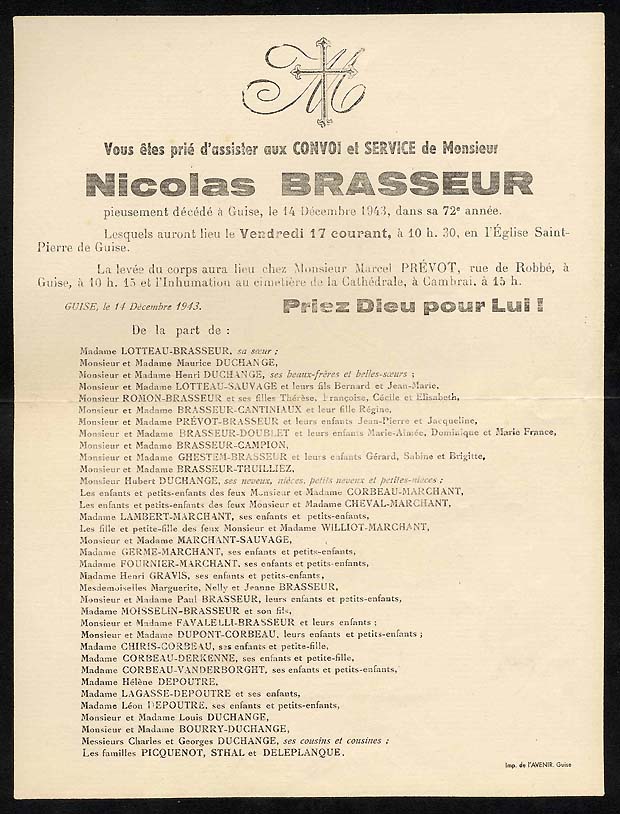 M
Vous êtes prié d'assister aux CONVOI et SERVICE de Monsieur
Nicolas BRASSEUR
pieusement décédé à Guise, le 14 Décembre 1943, dans sa 72e année.
Lesquels auront lieu le Vendredi 17 courant, à 10 h. 30, en l'Église Saint-
Pierre de Guise.
La levée du corps aura lieu chez Monsieur Marcel PRÉVOT, rue de Robbé, à
Guise, à 10 h. 15 et l'Inhumation au cimetière de la Cathédrale, à Cambrai, à 15 h.
GUISE, le 14 Décembre 1943.
Priez Dieu pour Lui !
De la part de :
Madame LOTTEAU-BRASSEUR, sa sœur ;
Monsieur et Madame Maurice DUCHANGE,
Monsieur et Madame Henri DUCHANGE, ses beaux-frères et belles-sœurs ;
Monsieur et Madame LOTTEAU-SAUVAGE et leurs fils Bernard et Jean-Marie,
Monsieur ROMON-BRASSEUR et ses filles Thérèse, Françoise, Cécile et Elisabeth,
Monsieur et Madame BRASSEUR-CANTINIAUX et leur fille Régine,
Monsieur et Madame PRÉVOT-BRASSEUR et leurs enfants Jean-Pierre et Jacqueline,
Monsieur et Madame BRASSEUR-DOUBLET et leurs enfants Marie-Aimée, Dominique et Marie France,
Monsieur et Madame BRASSEUR-CAMPION,
Monsieur et Madame GHESTEM-BRASSEUR et leurs enfants Gérard, Sabine et Brigitte,
Monsieur et Madame BRASSEUR-THUILLIEZ,
Monsieur Hubert DUCHANGE, ses neveux, nièces, petits neveux et petites-nièces :
Les enfants et petits-enfants des feux Monsieur et Madame CORBEAU-MARCHANT,
Les enfants et petits-enfants des feux Monsieur et Madame CHEVAL-MARCHANT,
Madame LAMBERT-MARCHANT, ses enfants et petits-enfants,
Les fille et petite-fille des feux Monsieur et Madame WILLIOT-MARCHANT,
Monsieur et Madame MARCHANT-SAUVAGE,
Madame GERME-MARCHANT, ses enfants et petits-enfants,
Madame FOURNIER-MARCHANT, ses enfants et petits-enfants,
Madame Henri GRAVIS, ses enfants et petits-enfants,
Mesdemoiselles Marguerite, Nelly et Jeanne BRASSEUR,
Monsieur et Madame Paul BRASSEUR, leurs enfants et petits-enfants,
Madame MOISSELIN-BRASSEUR et son fils,
Monsieur et Madame FAVALELLI-BRASSEUR et leurs enfants ;
Monsieur et Madame DUPONT-CORBEAU, leurs enfants et petits-enfants ;
Madame CHIRIS-CORBEAU, ses enfants et petite-fille,
Madame CORBEAU-DERKENNE, ses enfants et petite-fille,
Madame CORBEAU-VANDERBORGHT, ses enfants et petits-enfants,
Madame Hélène DEPOUTRE,
Madame LAGASSE-DEPOUTRE et ses enfants,
Madame Léon DEPOUTRE, ses enfants et petits-enfants,
Monsieur et Madame Louis DUCHANGE,
Monsieur et Madame BOURRY-DUCHANGE,
Messieurs Charles et Georges DUCHANGE, ses cousins et cousines ;
Les familles PICQUENOT, STHAL et DELEPLANQUE.
Imp. de l'AVENIR, Guise